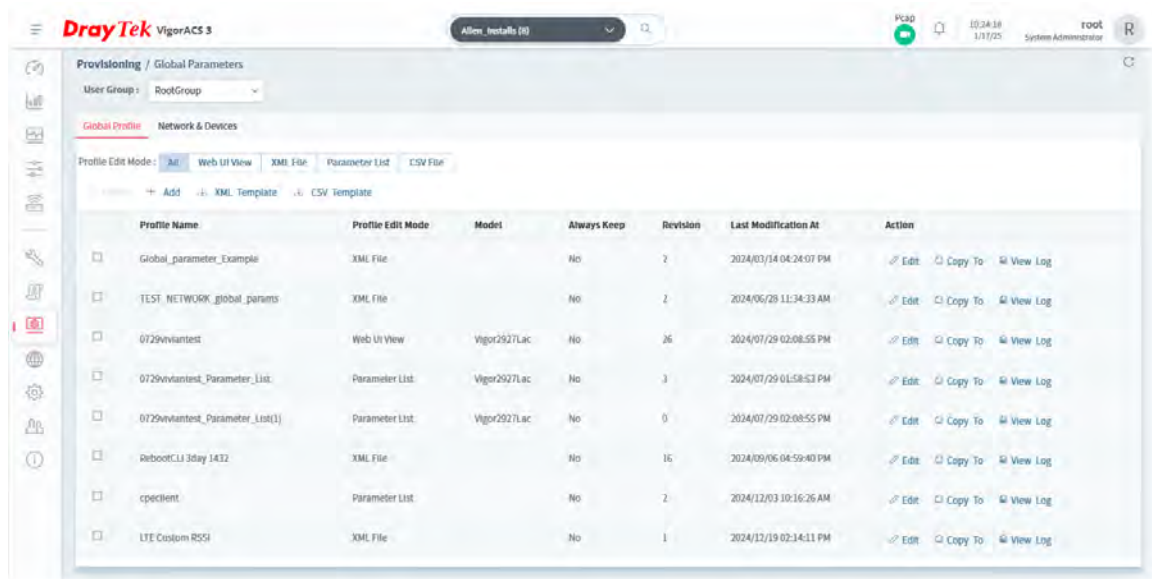 DrayTek VigorACS 3
Allen_Installs (8)
Pcap
10:24:18
1/17/25
root
System Administrator
R
Provisioning / Global Parameters
User Group : RootGroup
Global Profile Network & Devices
Profile Edit Mode : All Web UI View XML File Parameter List CSV File
+ Add XML Template CSV Template
Profile Name Profile Edit Mode Model Always Keep Revision Last Modification At Action
Global_parameter_Example XML File No 2 2024/03/14 04:24:07 PM Edit Copy To View Log
TEST_NETWORK_global_params XML File No 2 2024/06/28 11:34:33 AM Edit Copy To View Log
0729viviantest Web UI View Vigor2927Lac No 26 2024/07/29 02:08:55 PM Edit Copy To View Log
0729viviantest_Parameter_List Parameter List Vigor2927Lac No 3 2024/07/29 01:58:53 PM Edit Copy To View Log
0729viviantest_Parameter_List(1) Parameter List Vigor2927Lac No 0 2024/07/29 02:08:55 PM Edit Copy To View Log
RebootCLI 3day 1432 XML File No 16 2024/09/06 04:59:40 PM Edit Copy To View Log
cpeclient Parameter List No 2 2024/12/03 10:16:26 AM Edit Copy To View Log
LTE Custom RSSI XML File No 1 2024/12/19 02:14:11 PM Edit Copy To View Log